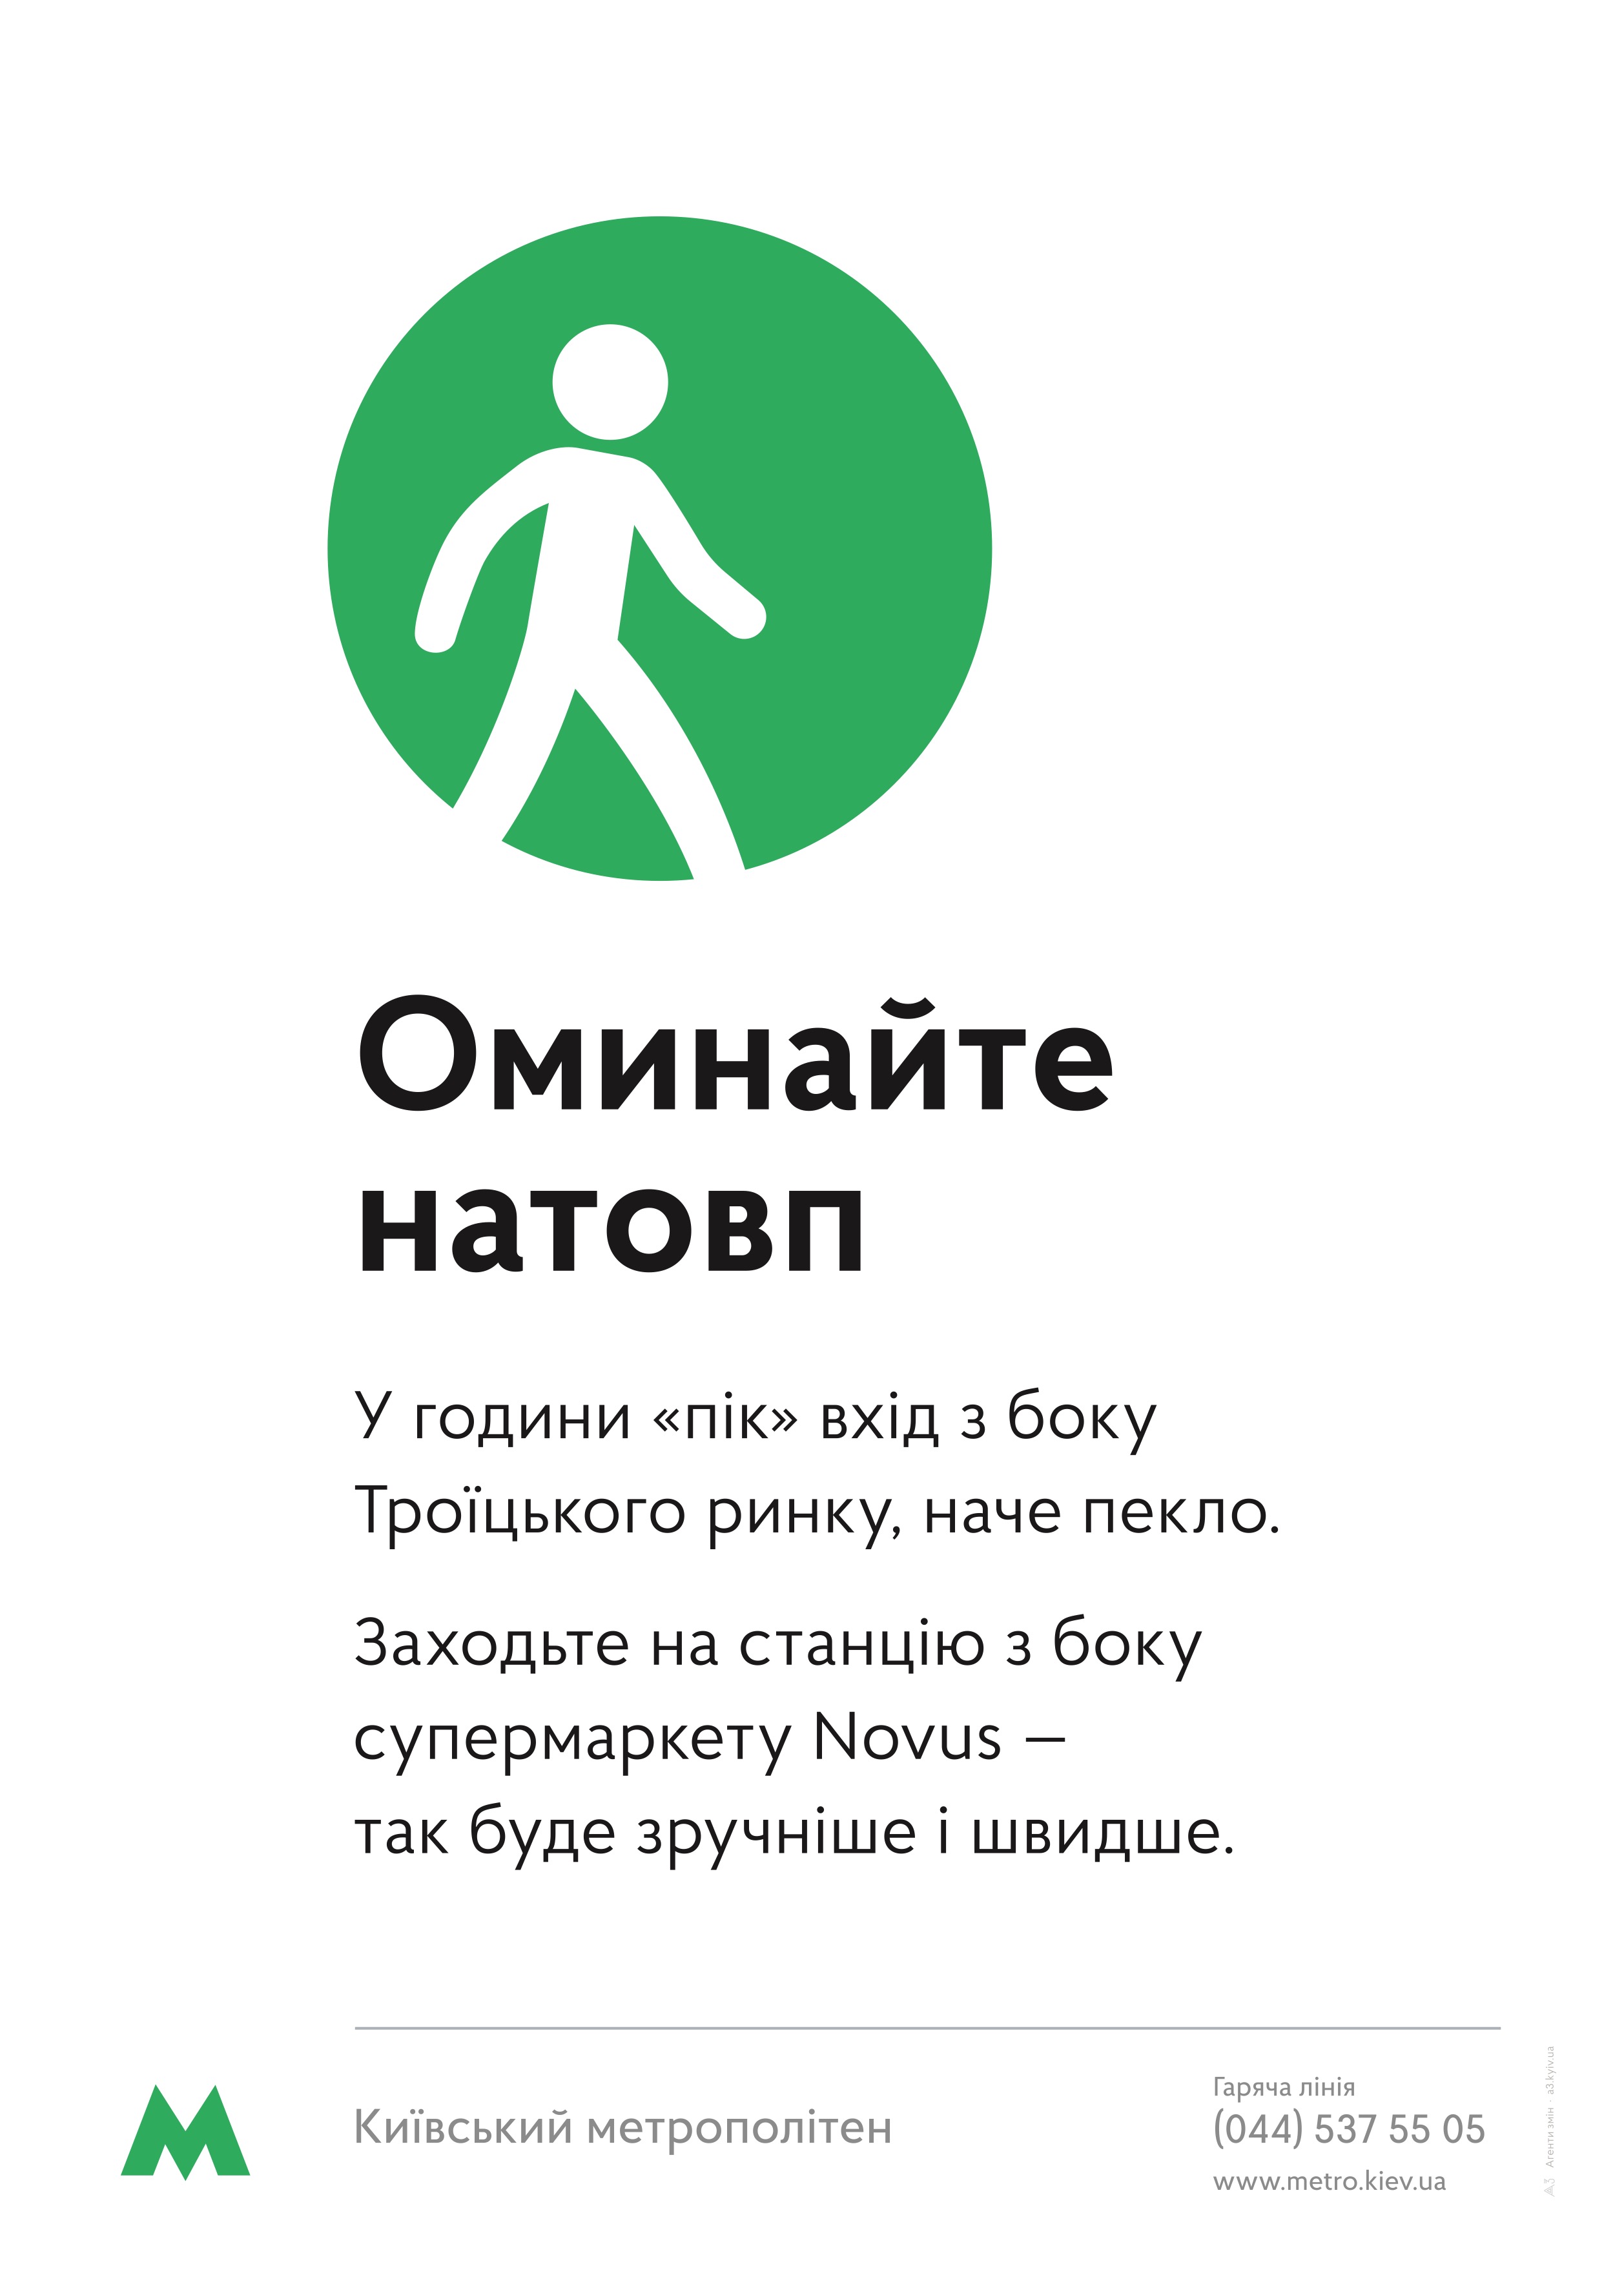 Оминайте
натовп
У години «пік» вхід з боку
Троїцького ринку, наче пекло.
Заходьте на станцію з боку
супермаркету Novus —
так буде зручніше і швидше.
Київський метрополітен
Гаряча лінія
(044) 537 55 05
www.metro.kiev.ua
Агенти змін a3.kyiv.ua